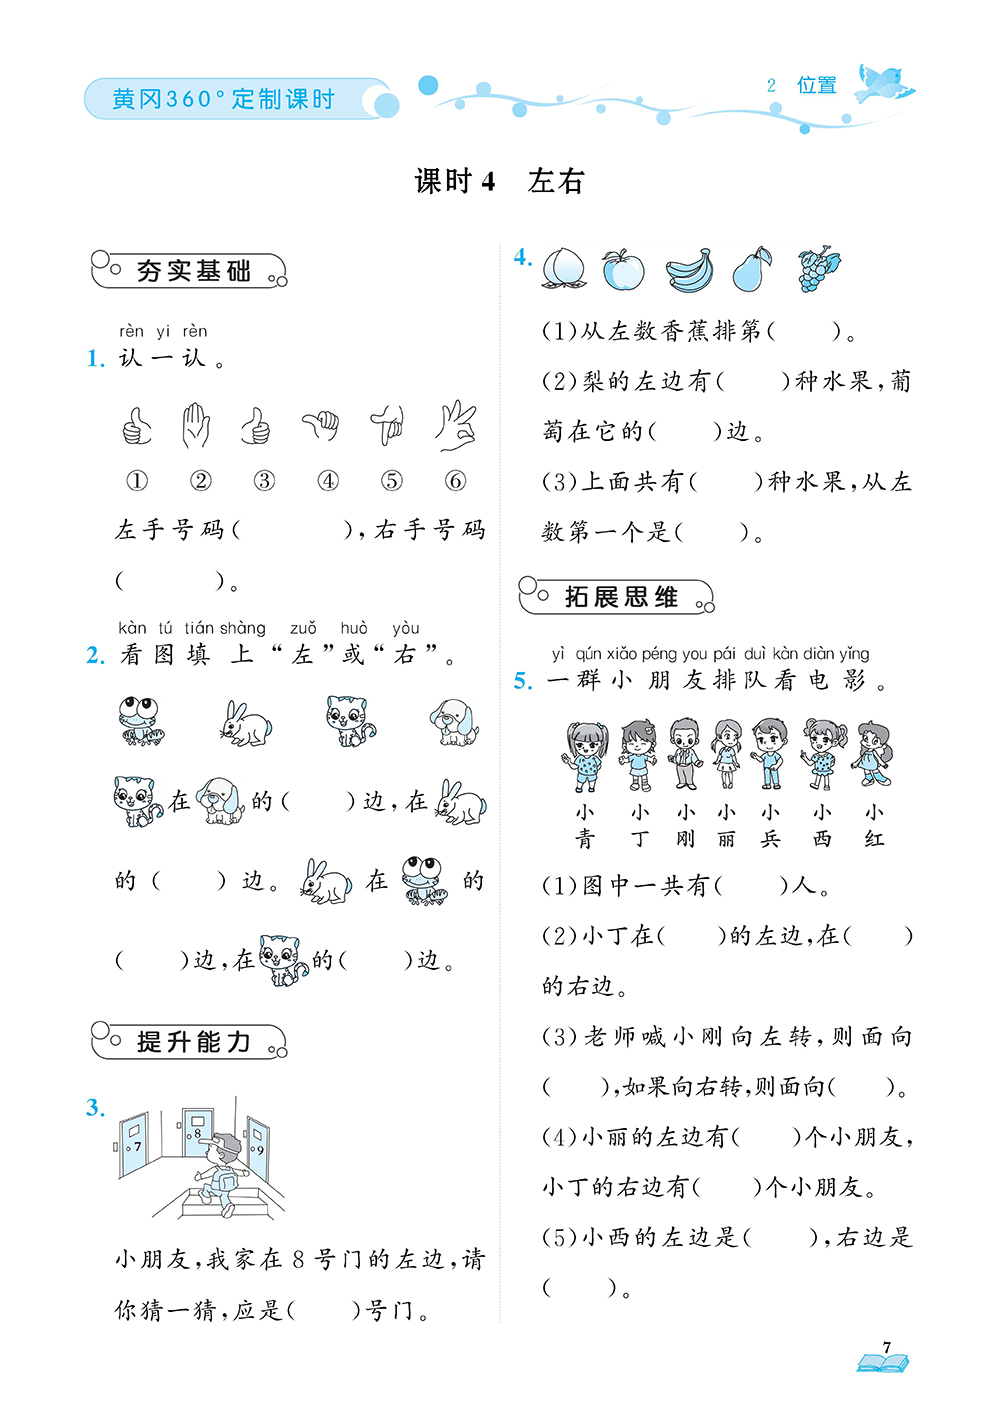 黄冈360°定制课时
2 位置
课时4 左右
夯实基础
rèn yi rèn
1. 认一认。
① ② ③ ④ ⑤ ⑥
左手号码( ),右手号码
( )。
kàn tú tián shàng zuǒ huò yòu
2. 看图填上“左”或“右”。
在 的( )边,在
的( )边。 在 的
( )边,在 的( )边。
提升能力
3.
7 8 9
小朋友,我家在8号门的左边,请
你猜一猜,应是( )号门。
4.
(1)从左数香蕉排第( )。
(2)梨的左边有( )种水果,葡
萄在它的( )边。
(3)上面共有( )种水果,从左
数第一个是( )。
拓展思维
yì qún xiǎo péng you pái duì kàn diàn yǐng
5. 一群小朋友排队看电影。
小青 小丁 小刚 小丽 小兵 小西 小红
(1)图中一共有( )人。
(2)小丁在( )的左边,在( )
的右边。
(3)老师喊小刚向左转,则面向
( ),如果向右转,则面向( )。
(4)小丽的左边有( )个小朋友,
小丁的右边有( )个小朋友。
(5)小西的左边是( ),右边是
( )。
7